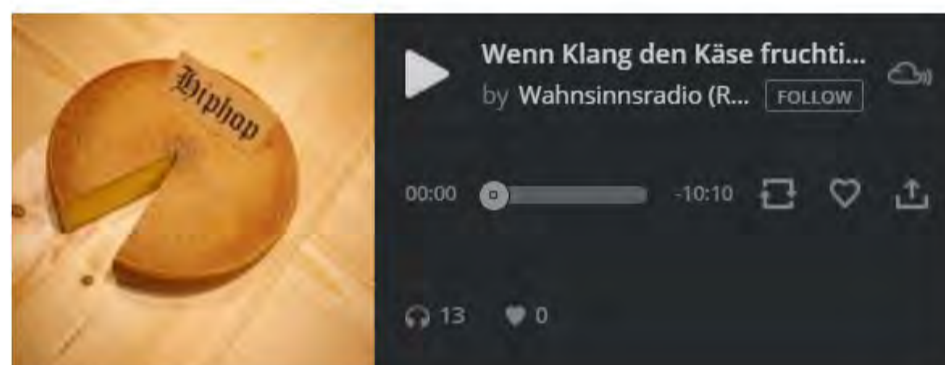 Hiphop
Wenn Klang den Käse fruchti...
by Wahnsinnsradio (R... FOLLOW
00:00 -10:10
13 0